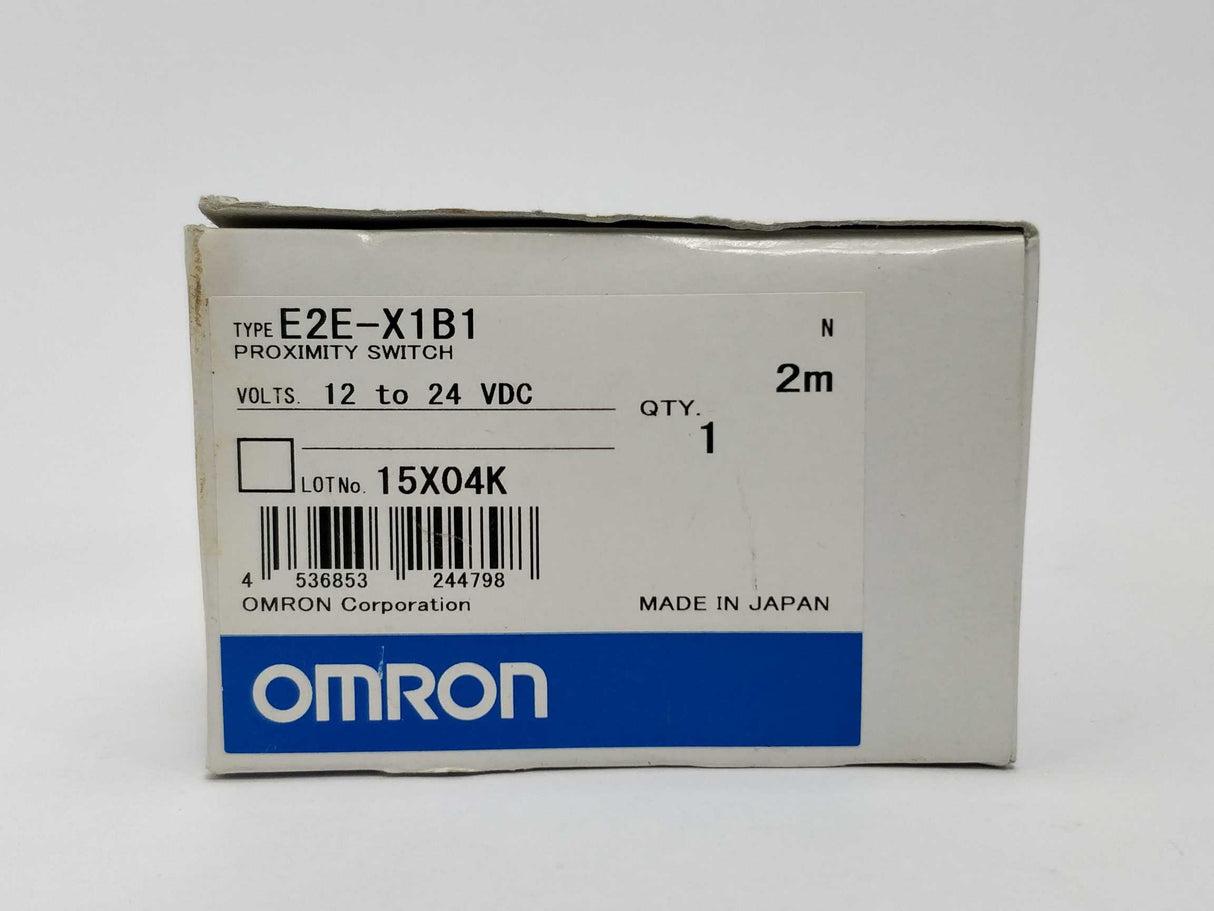 TYPE E2E-X1B1 N
PROXIMITY SWITCH
2m
VOLTS. 12 to 24 VDC
QTY.
1
LOT No. 15X04K
4 536853 244798
OMRON Corporation MADE IN JAPAN
OMRON